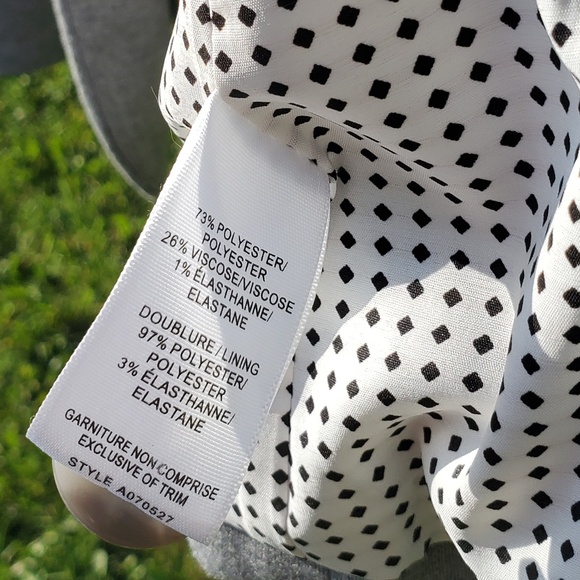 73% POLYESTER/
POLYESTER
26% VISCOSE/VISCOSE
1% ÉLASTHANNE/
ELASTANE
DOUBLURE/LINING
97% POLYESTER/
POLYESTER
3% ÉLASTHANNE/
ELASTANE
GARNITURE NON COMPRISE
EXCLUSIVE OF TRIM
STYLE A070527